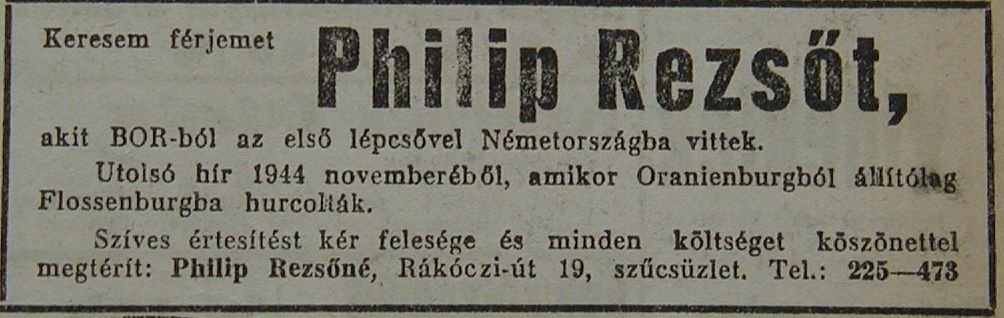 Keresem férjemet Philip Rezsőt,
akit BOR-ból az első lépcsővel Németországba vittek.
Utolsó hír 1944 novemberéből, amikor Oranienburgból állítólag
Flossenburgba hurcolták.
Szíves értesítést kér felesége és minden költséget köszönettel
megtérít: Philip Rezsőné, Rákóczi-út 19, szűcsüzlet. Tel.: 225—473